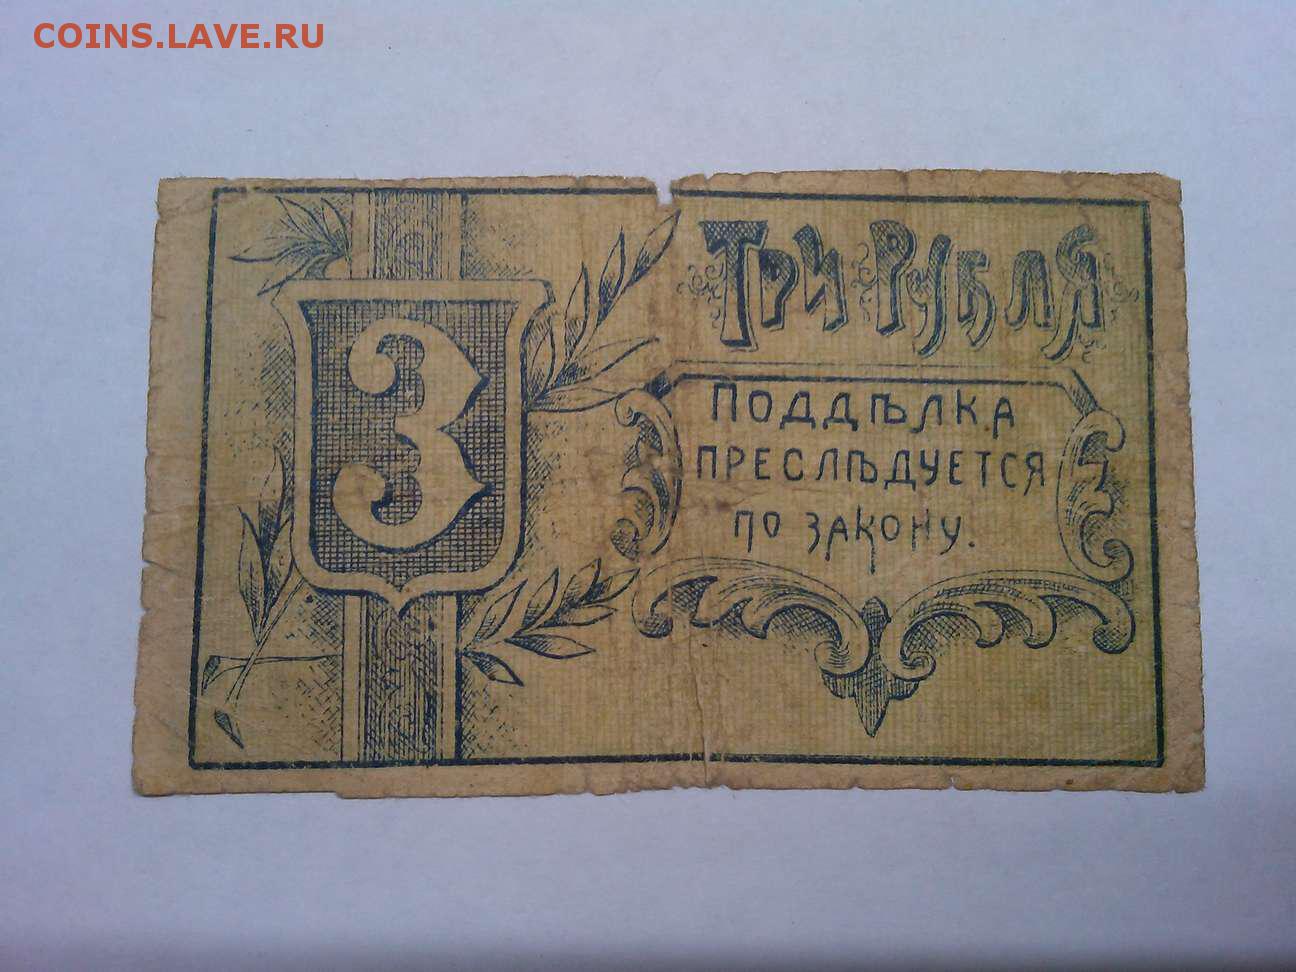 COINS.LAVE.RU
3
ТРИ РУБЛЯ
ПОДДѢЛКА
ПРЕСЛѢДУЕТСЯ
ПО ЗАКОНУ.